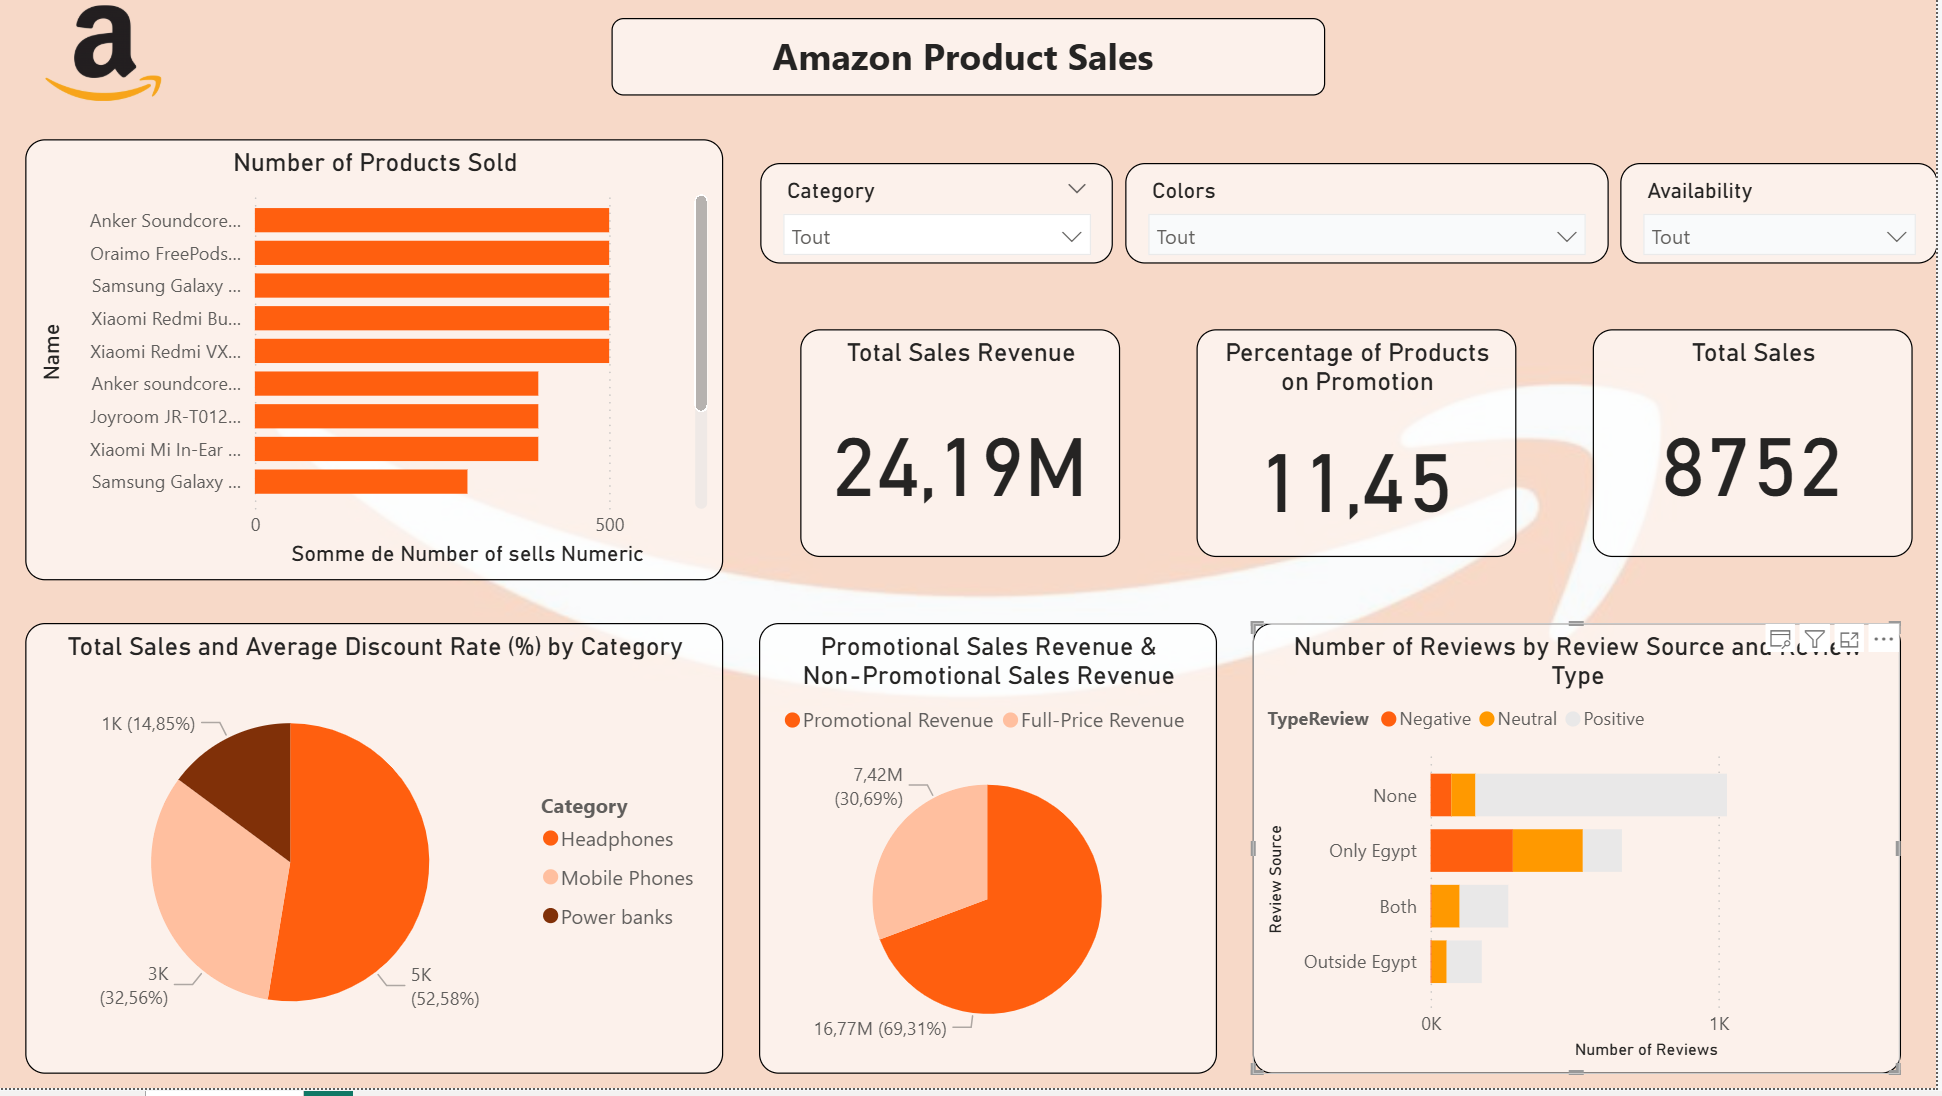 a
Amazon Product Sales
Number of Products Sold
Name
Anker Soundcore...
Oraimo FreePods...
Samsung Galaxy ...
Xiaomi Redmi Bu...
Xiaomi Redmi VX...
Anker soundcore...
Joyroom JR-T012...
Xiaomi Mi In-Ear ...
Samsung Galaxy ...
0
500
Somme de Number of sells Numeric
Category
Tout
Colors
Tout
Availability
Tout
Total Sales Revenue
24,19M
Percentage of Products
on Promotion
11,45
Total Sales
8752
Total Sales and Average Discount Rate (%) by Category
1K (14,85%)
3K
(32,56%)
5K
(52,58%)
Category
Headphones
Mobile Phones
Power banks
Promotional Sales Revenue &
Non-Promotional Sales Revenue
Promotional Revenue
Full-Price Revenue
7,42M
(30,69%)
16,77M (69,31%)
Number of Reviews by Review Source and Review
Type
TypeReview
Negative
Neutral
Positive
Review Source
None
Only Egypt
Both
Outside Egypt
0K
1K
Number of Reviews